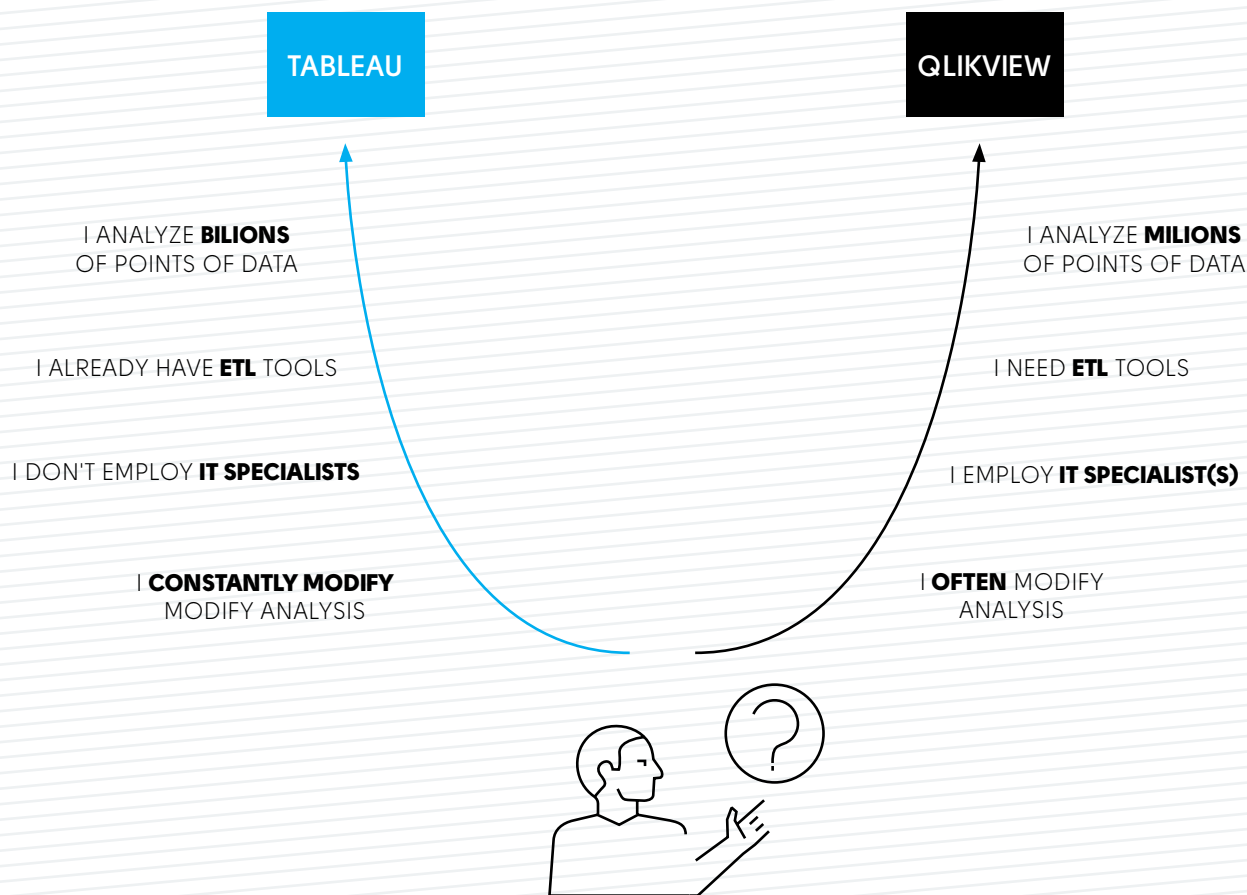 TABLEAU
QLIKVIEW
I ANALYZE BILIONS
OF POINTS OF DATA
I ANALYZE MILIONS
OF POINTS OF DATA
I ALREADY HAVE ETL TOOLS
I NEED ETL TOOLS
I DON'T EMPLOY IT SPECIALISTS
I EMPLOY IT SPECIALIST(S)
I CONSTANTLY MODIFY
MODIFY ANALYSIS
I OFTEN MODIFY
ANALYSIS
?